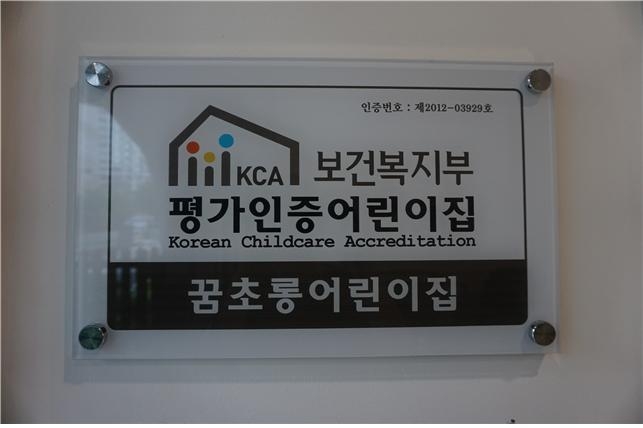 인증번호 : 제2012-03929호
KCA 보건복지부
평가인증어린이집
Korean Childcare Accreditation
꿈초롱어린이집